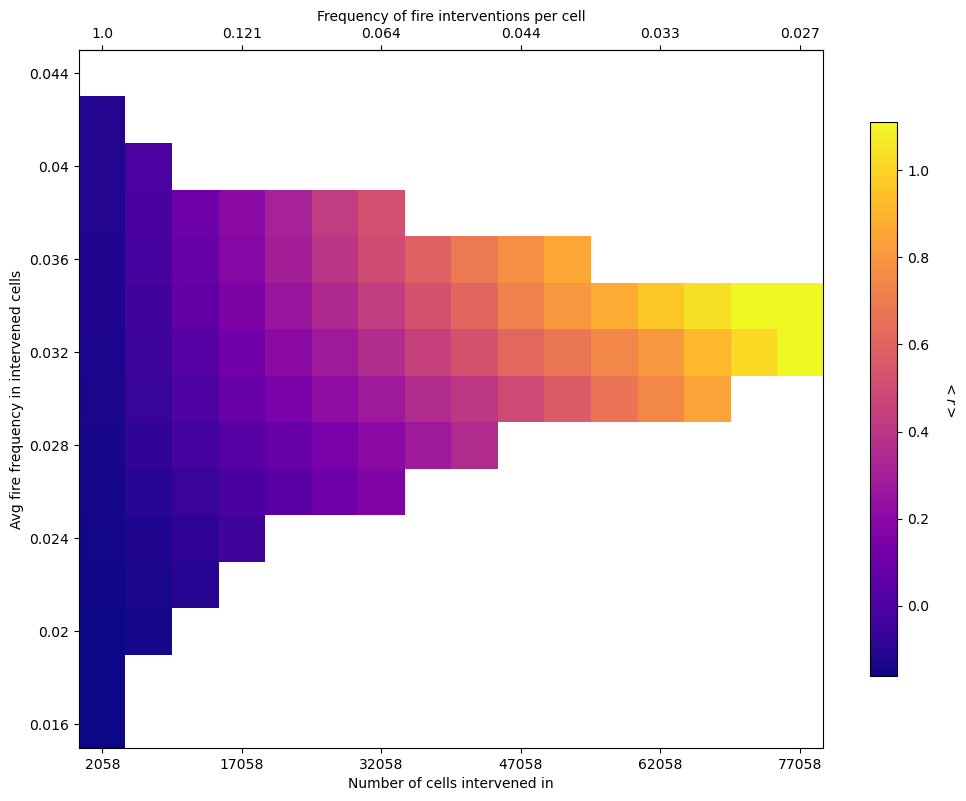 Frequency of fire interventions per cell
1.0 0.121 0.064 0.044 0.033 0.027
Avg fire frequency in intervened cells
0.044
0.04
0.036
0.032
0.028
0.024
0.02
0.016
2058 17058 32058 47058 62058 77058
Number of cells intervened in
1.0
0.8
0.6
0.4
0.2
0.0
< r >